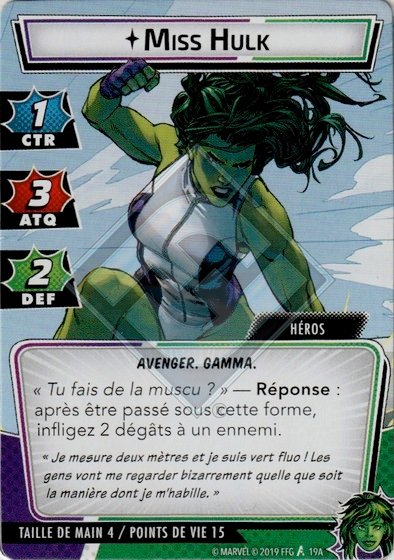 Miss Hulk
1
CTR
3
ATQ
2
DEF
HÉROS
AVENGER. GAMMA.
« Tu fais de la muscu ? » — Réponse :
après être passé sous cette forme,
infligez 2 dégâts à un ennemi.
« Je mesure deux mètres et je suis vert fluo ! Les
gens vont me regarder bizarrement quelle que soit
la manière dont je m'habille. »
TAILLE DE MAIN 4 / POINTS DE VIE 15
© MARVEL © 2019 FFG 19A